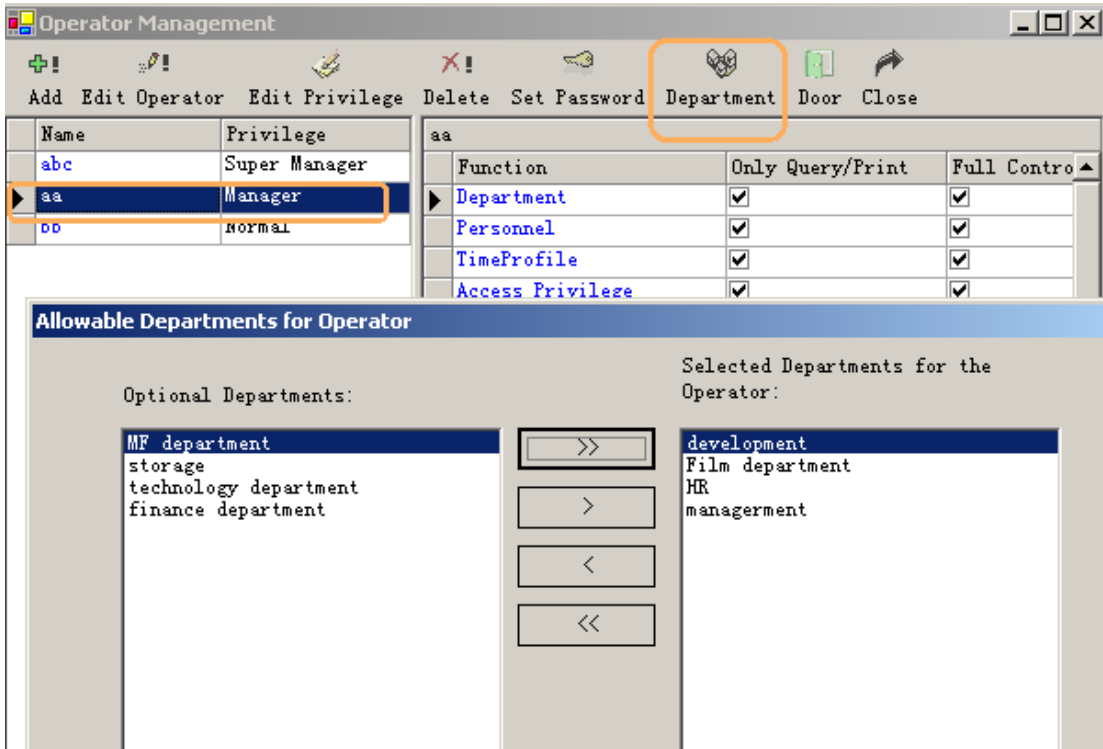 Operator Management
Add Edit Operator Edit Privilege Delete Set Password Department Door Close
Name Privilege
abc Super Manager
aa Manager
bb Normal
aa
Function Only Query/Print Full Contro
Department
Personnel
TimeProfile
Access Privilege
Allowable Departments for Operator
Optional Departments:
MF department
storage
technology department
finance department
>>
>
<
<<
Selected Departments for the
Operator:
development
Film department
HR
managerment